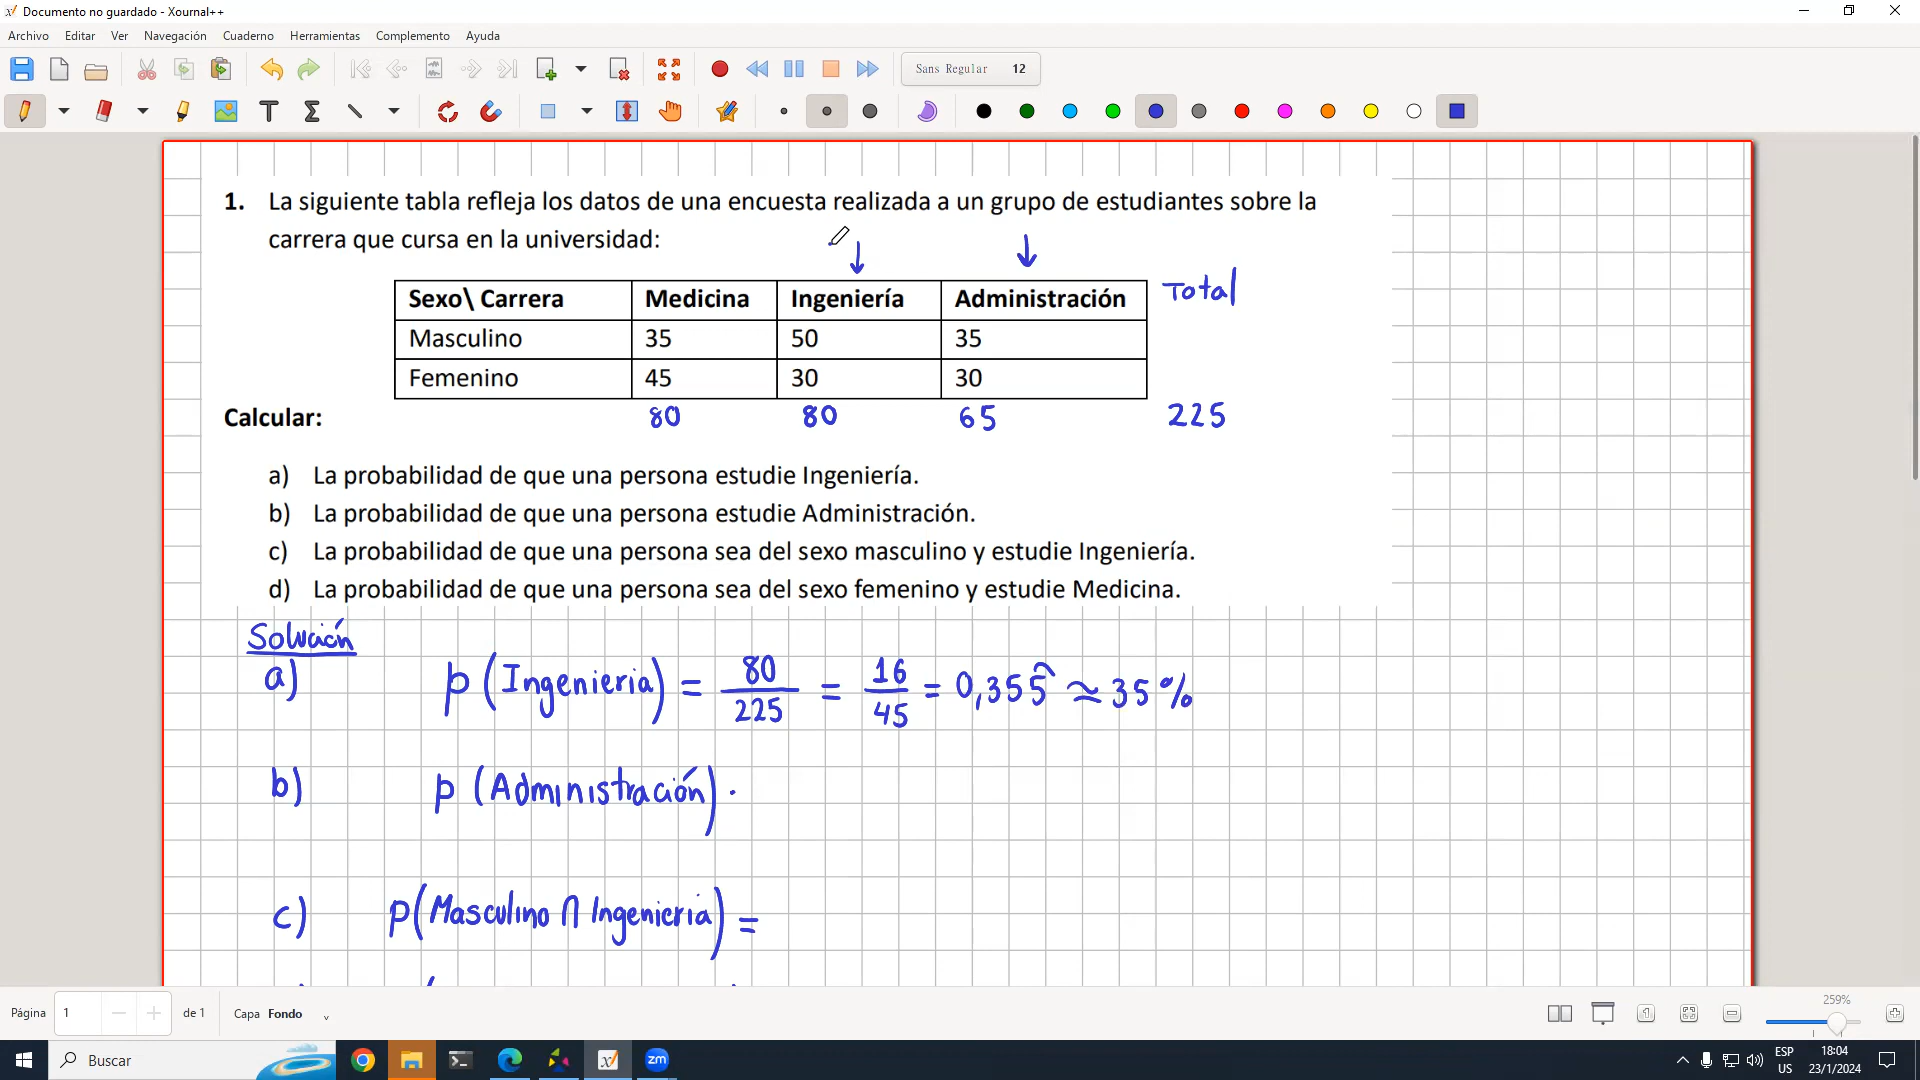 Documento no guardado - Xournal++
Archivo Editar Ver Navegación Cuaderno Herramientas Complemento Ayuda
Sans Regular 12
1. La siguiente tabla refleja los datos de una encuesta realizada a un grupo de estudiantes sobre la
carrera que cursa en la universidad:
Sexo\ Carrera Medicina Ingeniería Administración Total
Masculino 35 50 35
Femenino 45 30 30
Calcular: 80 80 65 225
a) La probabilidad de que una persona estudie Ingeniería.
b) La probabilidad de que una persona estudie Administración.
c) La probabilidad de que una persona sea del sexo masculino y estudie Ingeniería.
d) La probabilidad de que una persona sea del sexo femenino y estudie Medicina.
Solución
a) p (Ingenieria) = 80/225 = 16/45 = 0,355̂ ≈ 35%
b) p (Administración) .
c) p(Masculino ∩ Ingenieria) =
Página 1 de 1 Capa Fondo 259%
Buscar zm ESP 18:04
US 23/1/2024